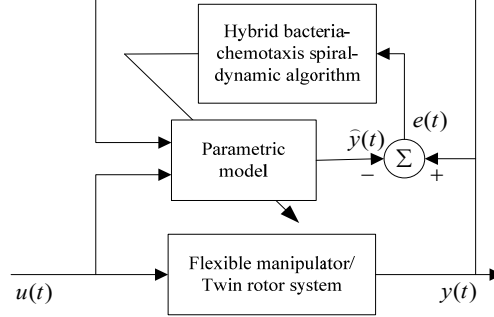 Hybrid bacteria-
chemotaxis spiral-
dynamic algorithm
e(t)
ŷ(t)
Parametric
model
Σ
− +
Flexible manipulator/
Twin rotor system
u(t)
y(t)